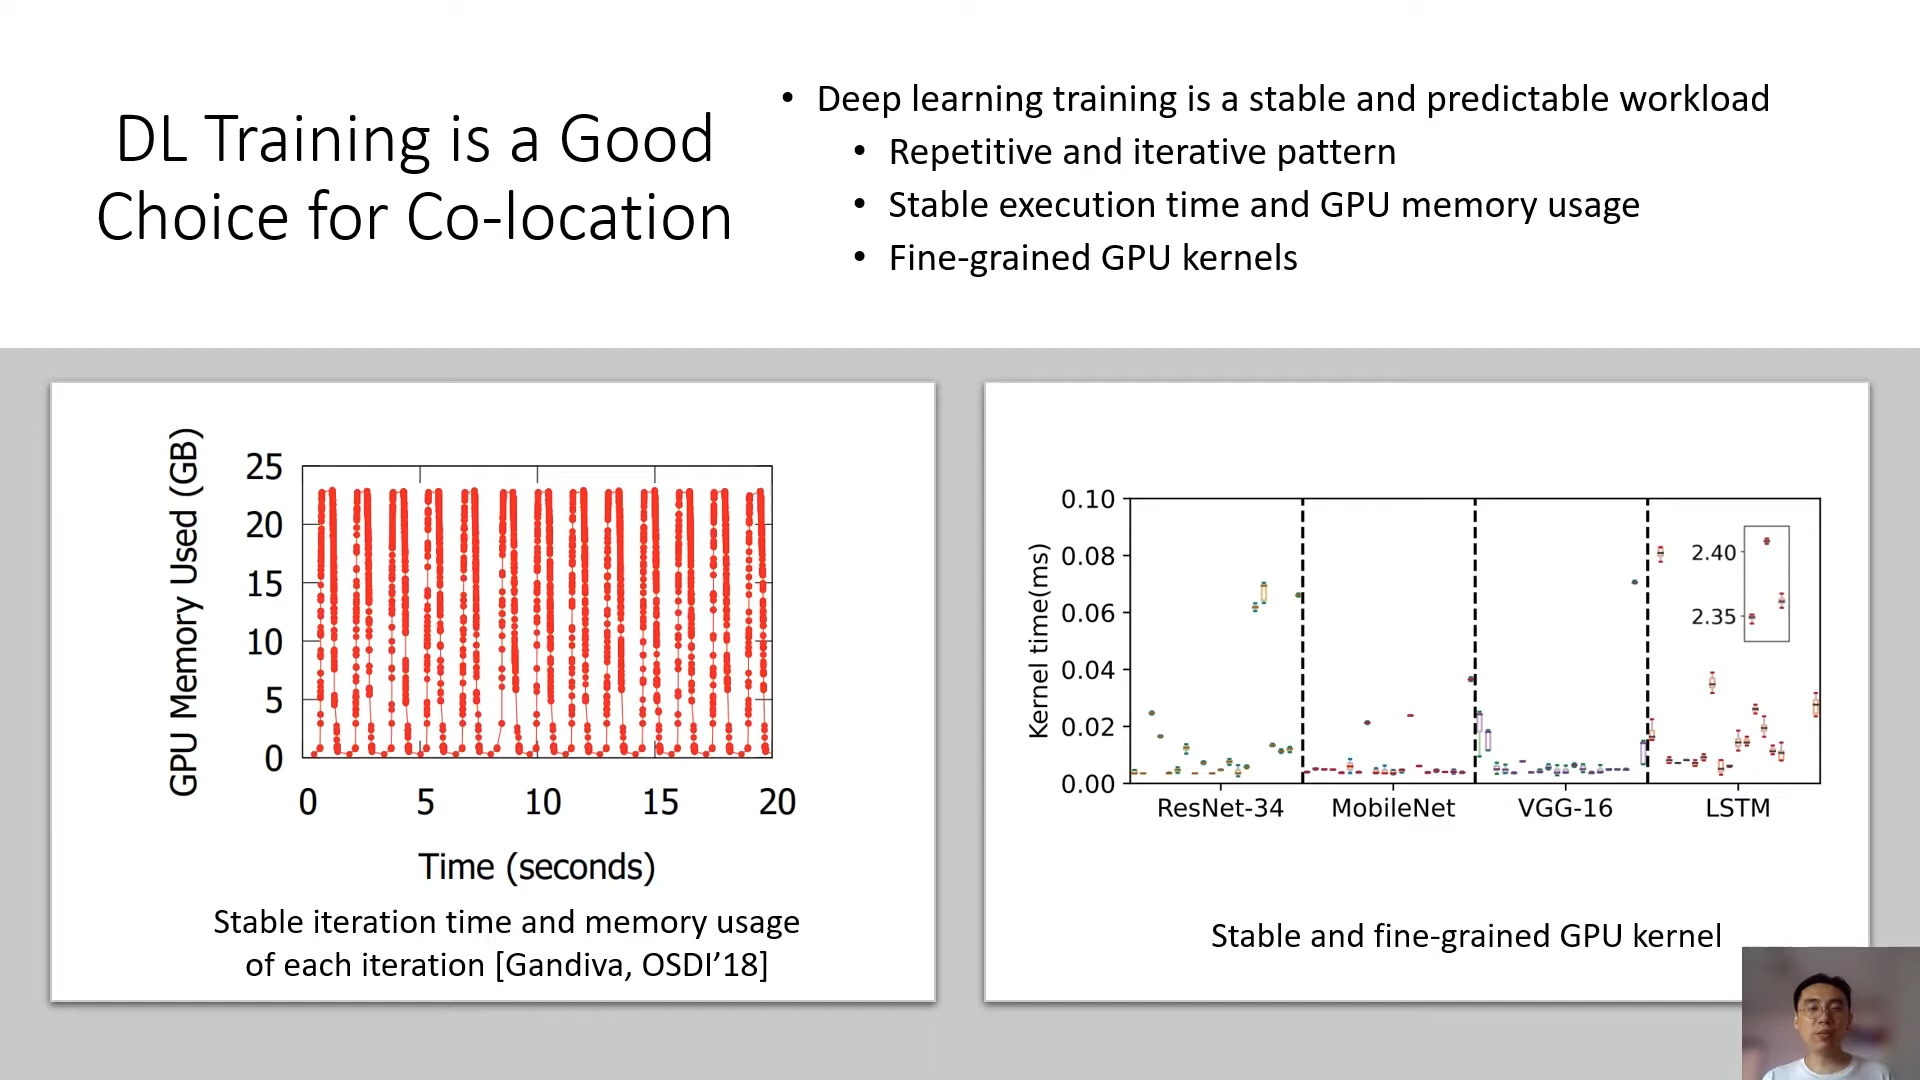 DL Training is a Good
Choice for Co-location
• Deep learning training is a stable and predictable workload
• Repetitive and iterative pattern
• Stable execution time and GPU memory usage
• Fine-grained GPU kernels
GPU Memory Used (GB)
25
20
15
10
5
0
0 5 10 15 20
Time (seconds)
Stable iteration time and memory usage
of each iteration [Gandiva, OSDI’18]
Kernel time(ms)
0.10
0.08
0.06
0.04
0.02
0.00
2.40
2.35
ResNet-34 MobileNet VGG-16 LSTM
Stable and fine-grained GPU kernel